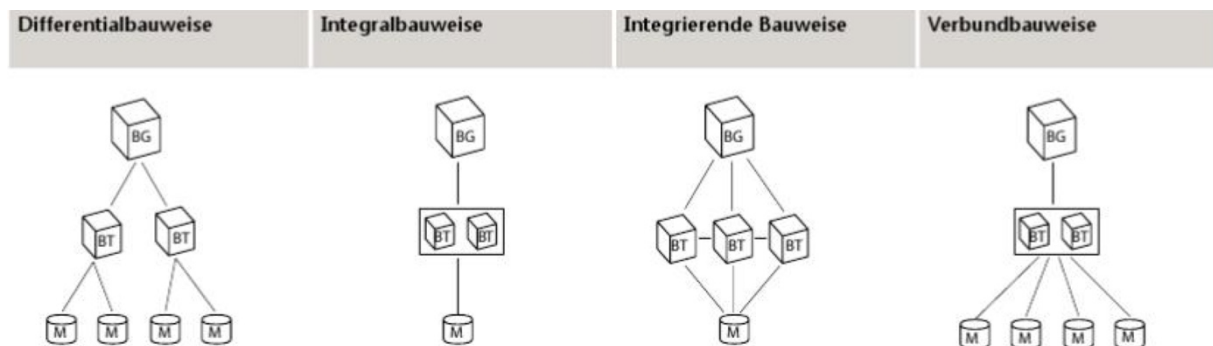 Differentialbauweise Integralbauweise Integrierende Bauweise Verbundbauweise
BG BG BG BG
BT BT BT BT BT BT BT BT BT
M M M M M M M M M M